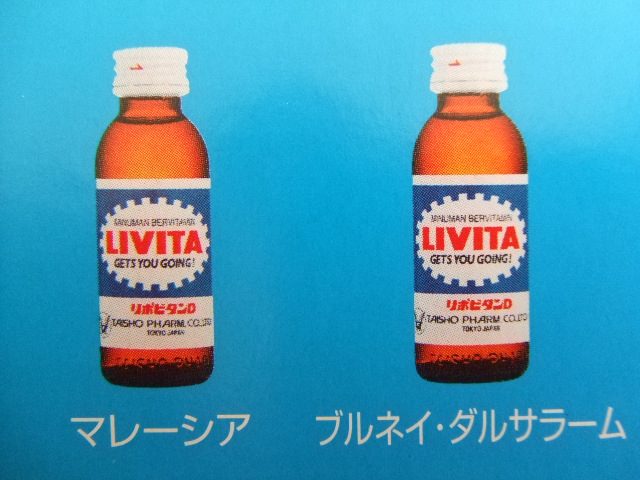 MINUMAN BERVITAMIN
LIVITA
GETS YOU GOING!
リポビタンD
TAISHO PHARM. CO., LTD
TOKYO JAPAN
マレーシア
MINUMAN BERVITAMIN
LIVITA
GETS YOU GOING!
リポビタンD
TAISHO PHARM. CO., LTD
TOKYO JAPAN
ブルネイ・ダルサラーム